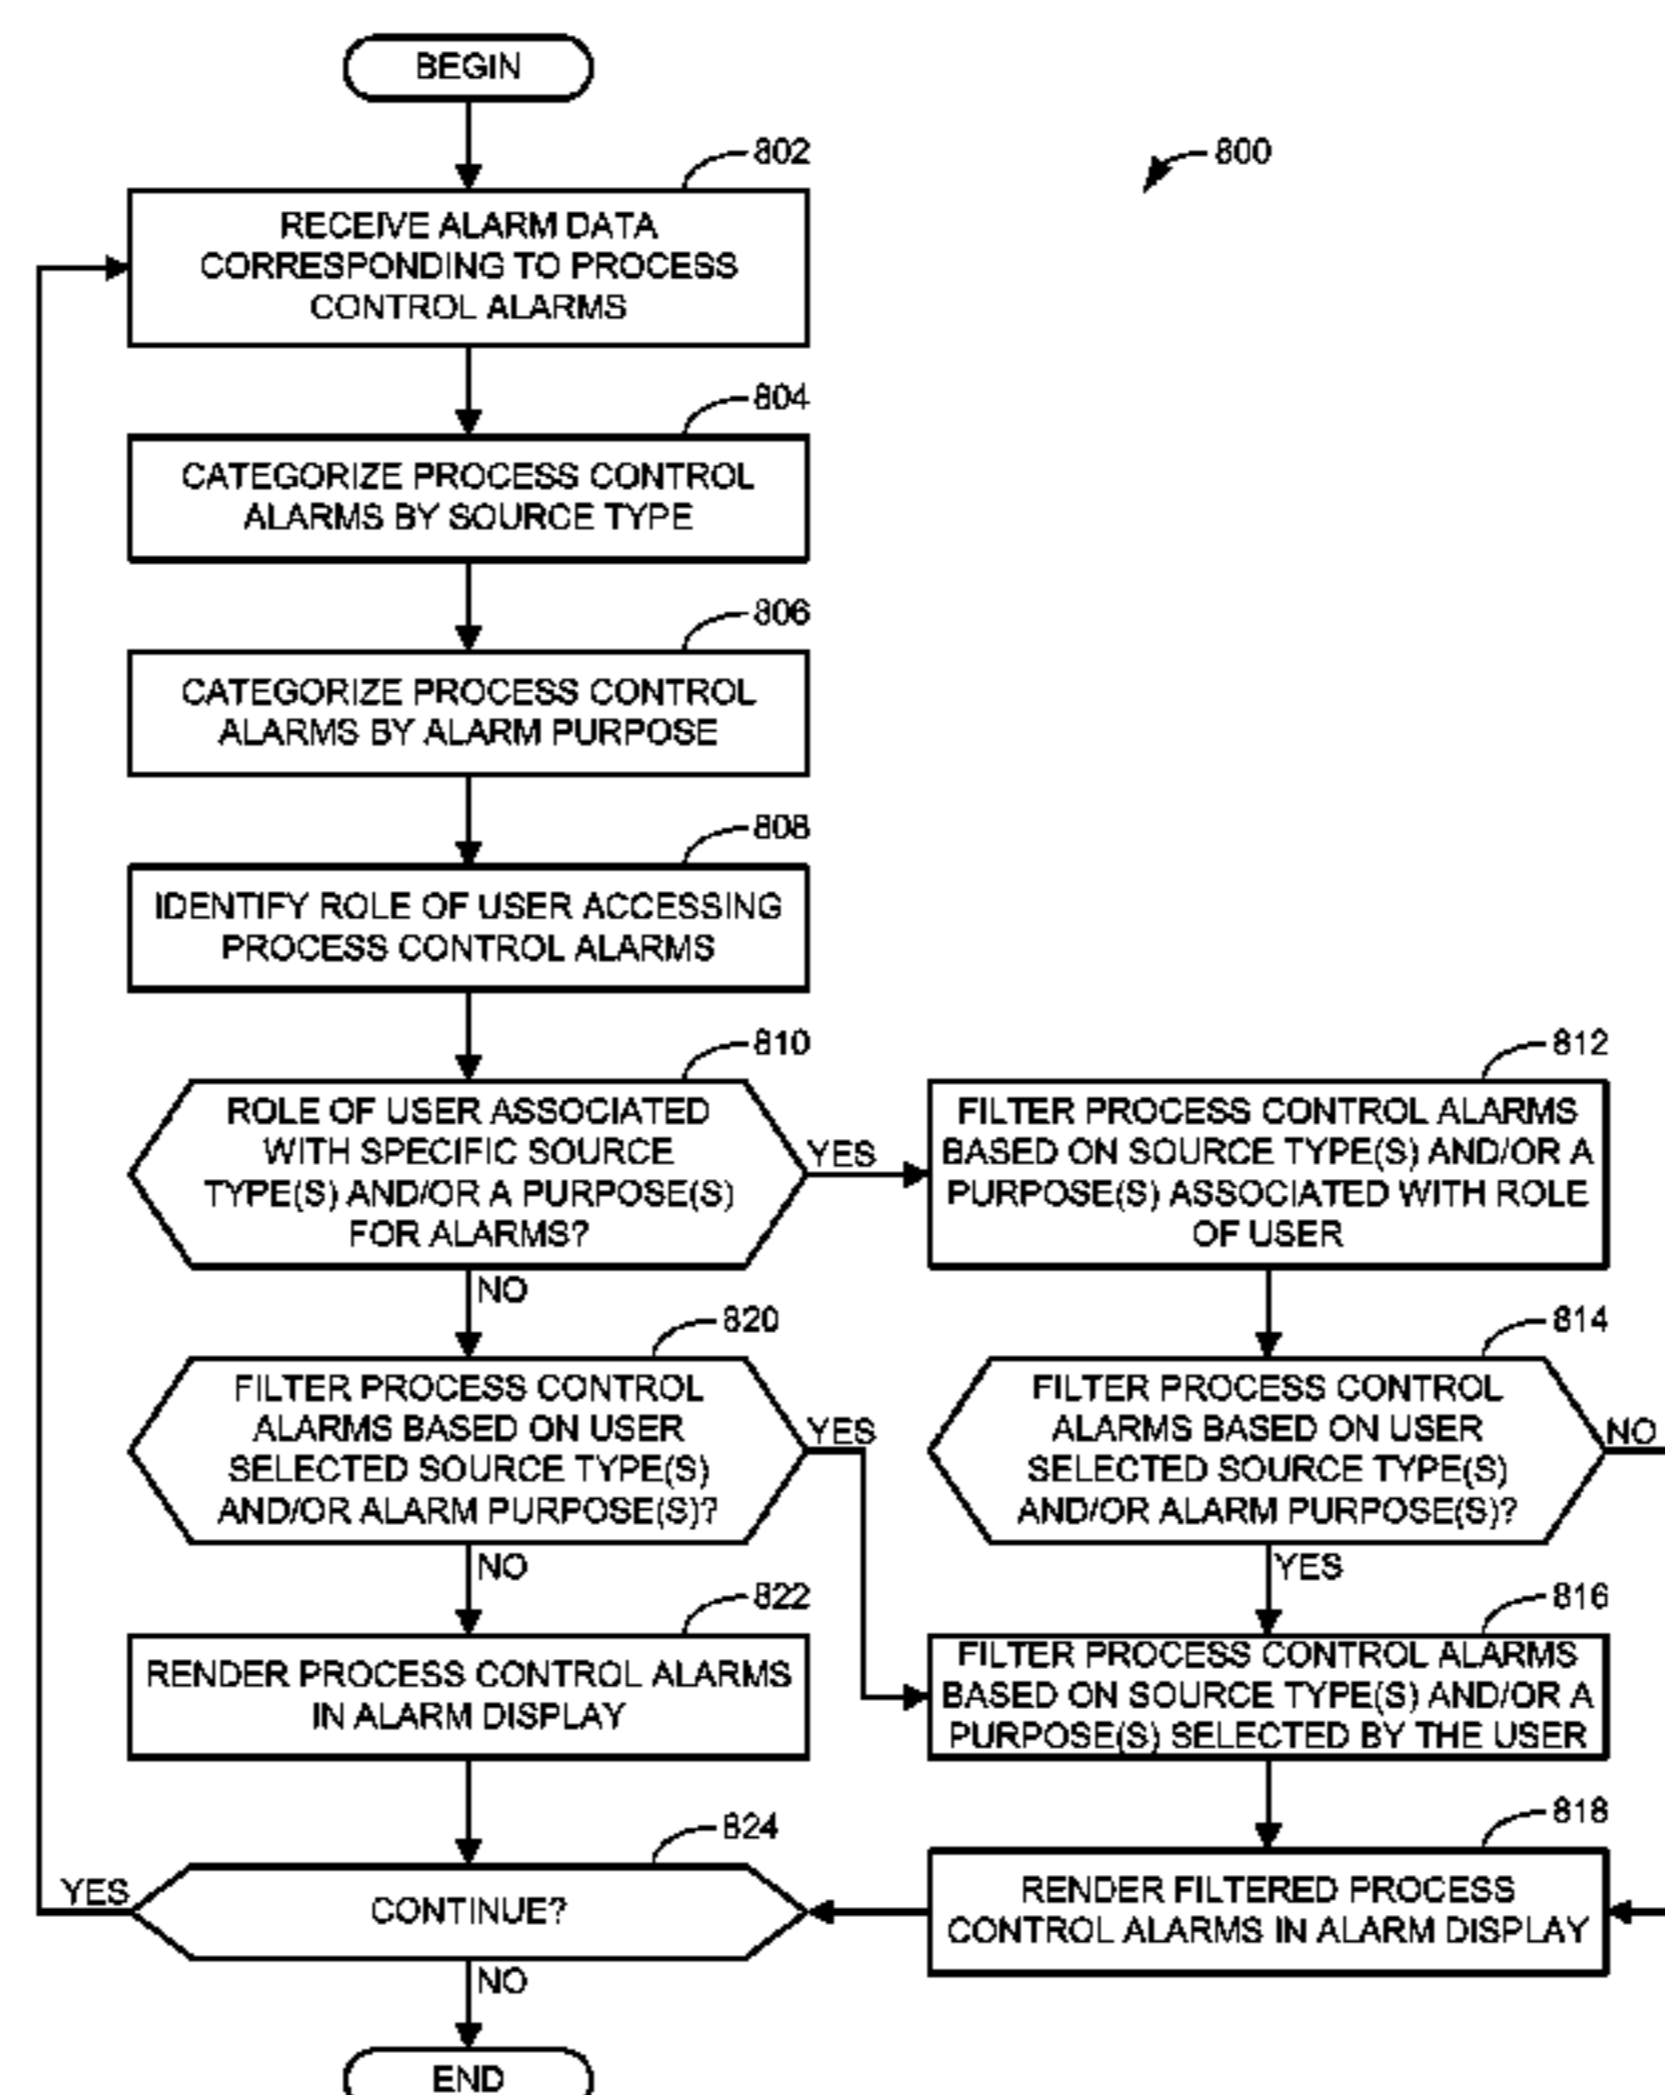 BEGIN
800
802
RECEIVE ALARM DATA
CORRESPONDING TO PROCESS
CONTROL ALARMS
804
CATEGORIZE PROCESS CONTROL
ALARMS BY SOURCE TYPE
806
CATEGORIZE PROCESS CONTROL
ALARMS BY ALARM PURPOSE
808
IDENTIFY ROLE OF USER ACCESSING
PROCESS CONTROL ALARMS
810
ROLE OF USER ASSOCIATED
WITH SPECIFIC SOURCE
TYPE(S) AND/OR A PURPOSE(S)
FOR ALARMS?
YES
NO
812
FILTER PROCESS CONTROL ALARMS
BASED ON SOURCE TYPE(S) AND/OR A
PURPOSE(S) ASSOCIATED WITH ROLE
OF USER
820
FILTER PROCESS CONTROL
ALARMS BASED ON USER
SELECTED SOURCE TYPE(S)
AND/OR ALARM PURPOSE(S)?
YES
NO
814
FILTER PROCESS CONTROL
ALARMS BASED ON USER
SELECTED SOURCE TYPE(S)
AND/OR ALARM PURPOSE(S)?
NO
YES
822
RENDER PROCESS CONTROL ALARMS
IN ALARM DISPLAY
816
FILTER PROCESS CONTROL ALARMS
BASED ON SOURCE TYPE(S) AND/OR A
PURPOSE(S) SELECTED BY THE USER
824
CONTINUE?
YES
NO
818
RENDER FILTERED PROCESS
CONTROL ALARMS IN ALARM DISPLAY
END